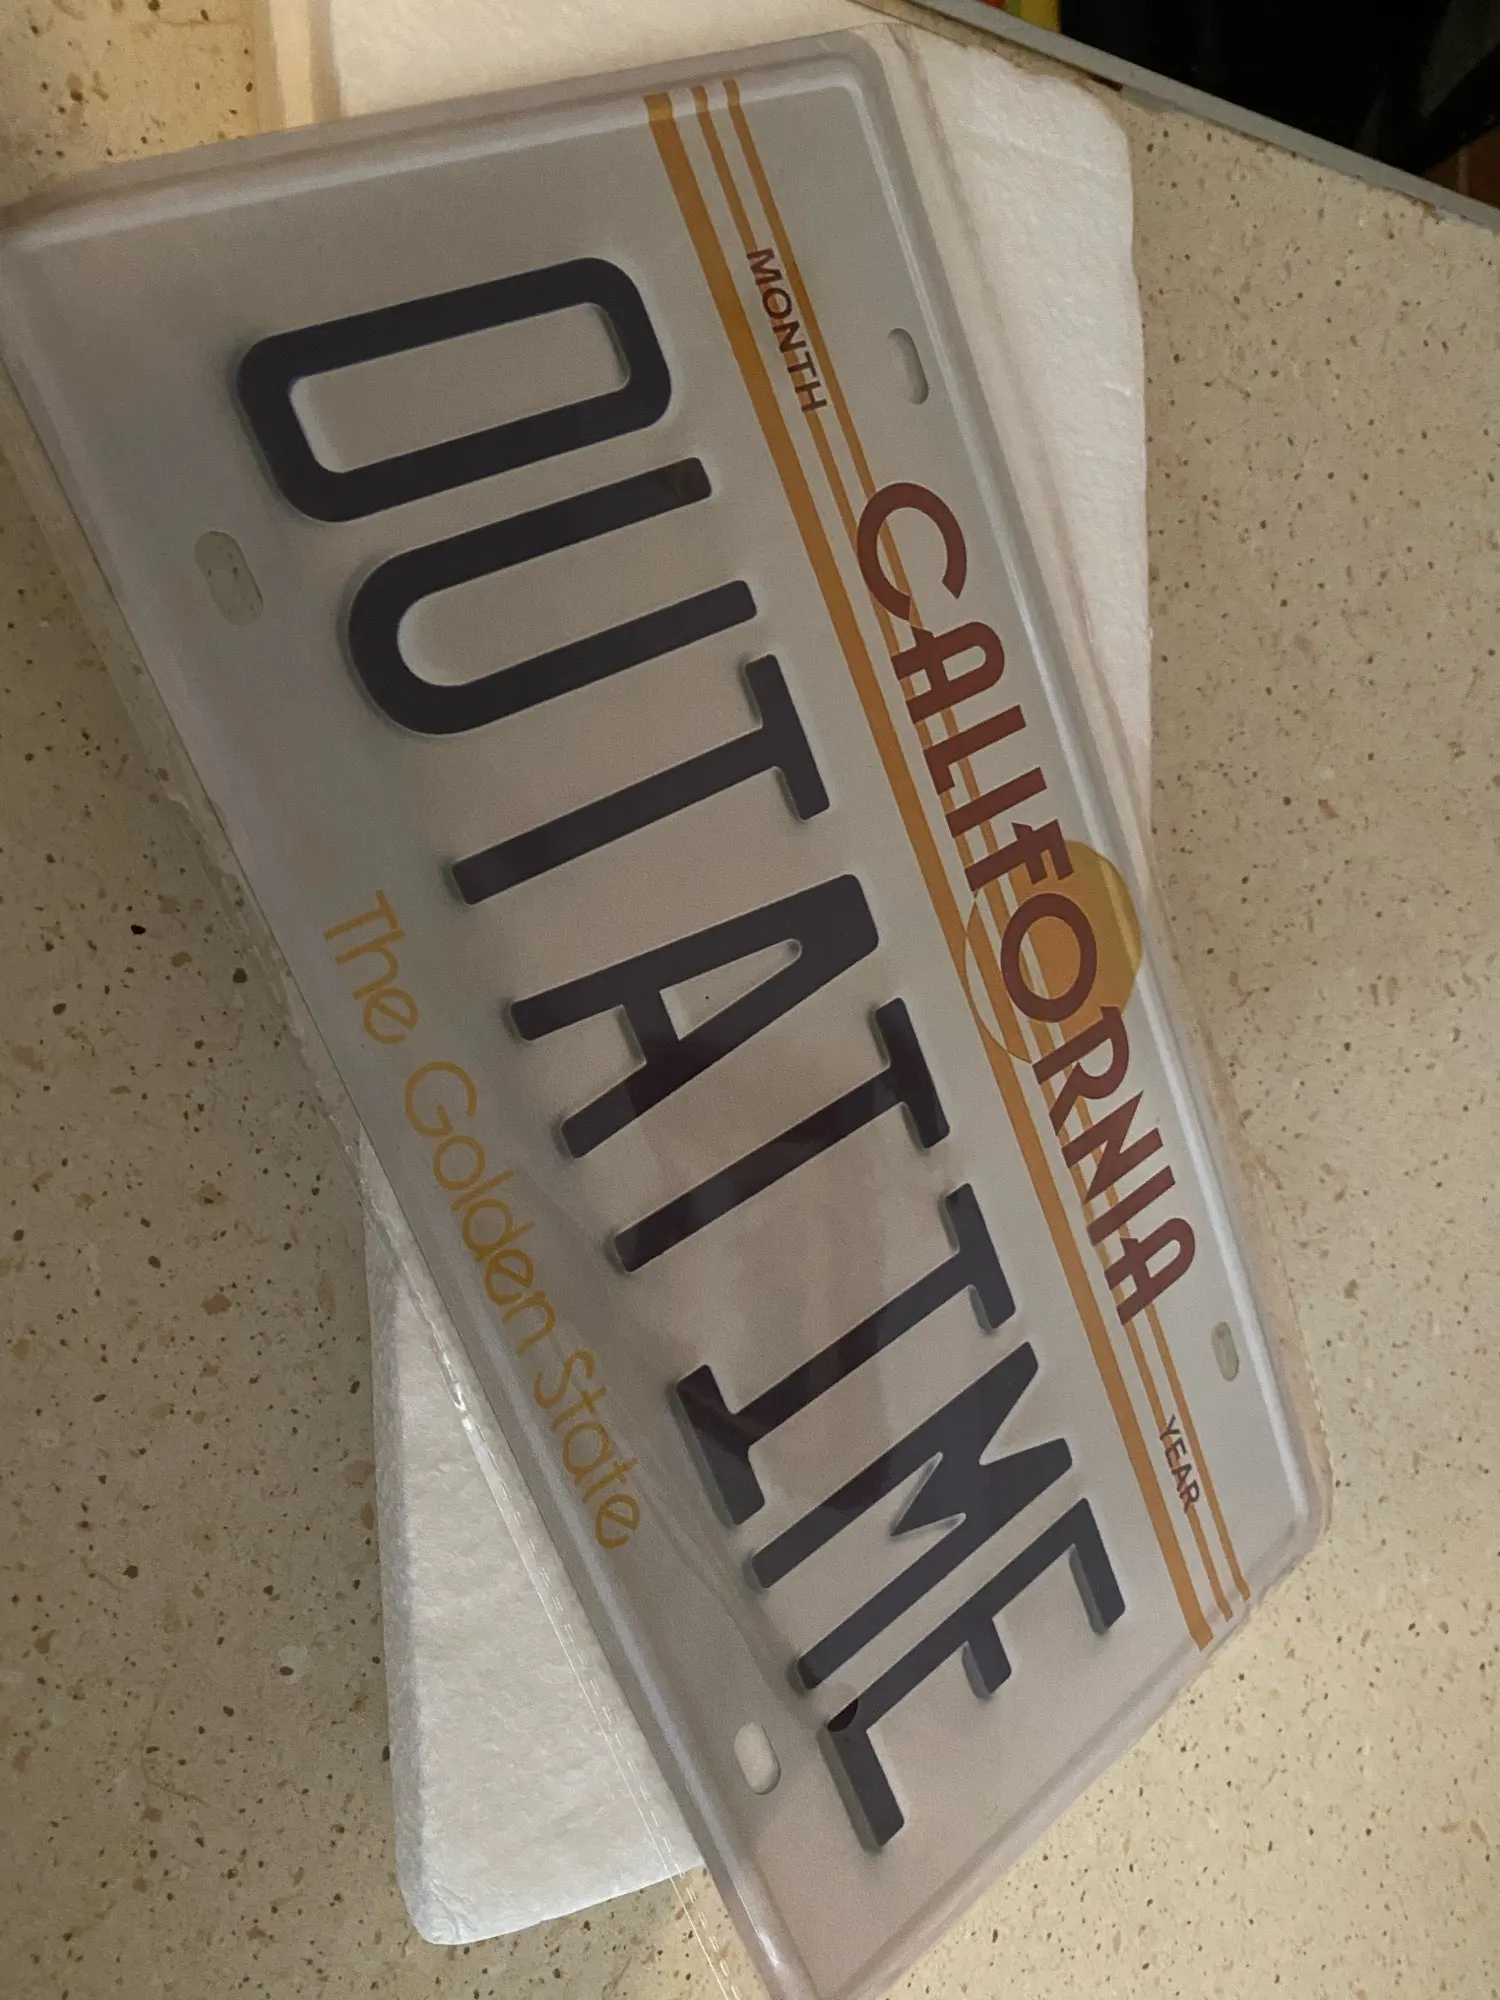 MONTH CALIFORNIA YEAR
OUTATIME
The Golden State